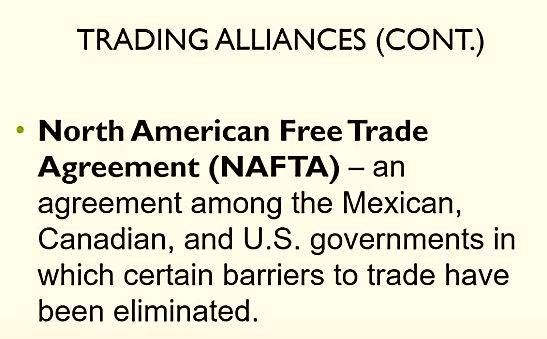 TRADING ALLIANCES (CONT.)
• North American Free Trade
Agreement (NAFTA) – an
agreement among the Mexican,
Canadian, and U.S. governments in
which certain barriers to trade have
been eliminated.